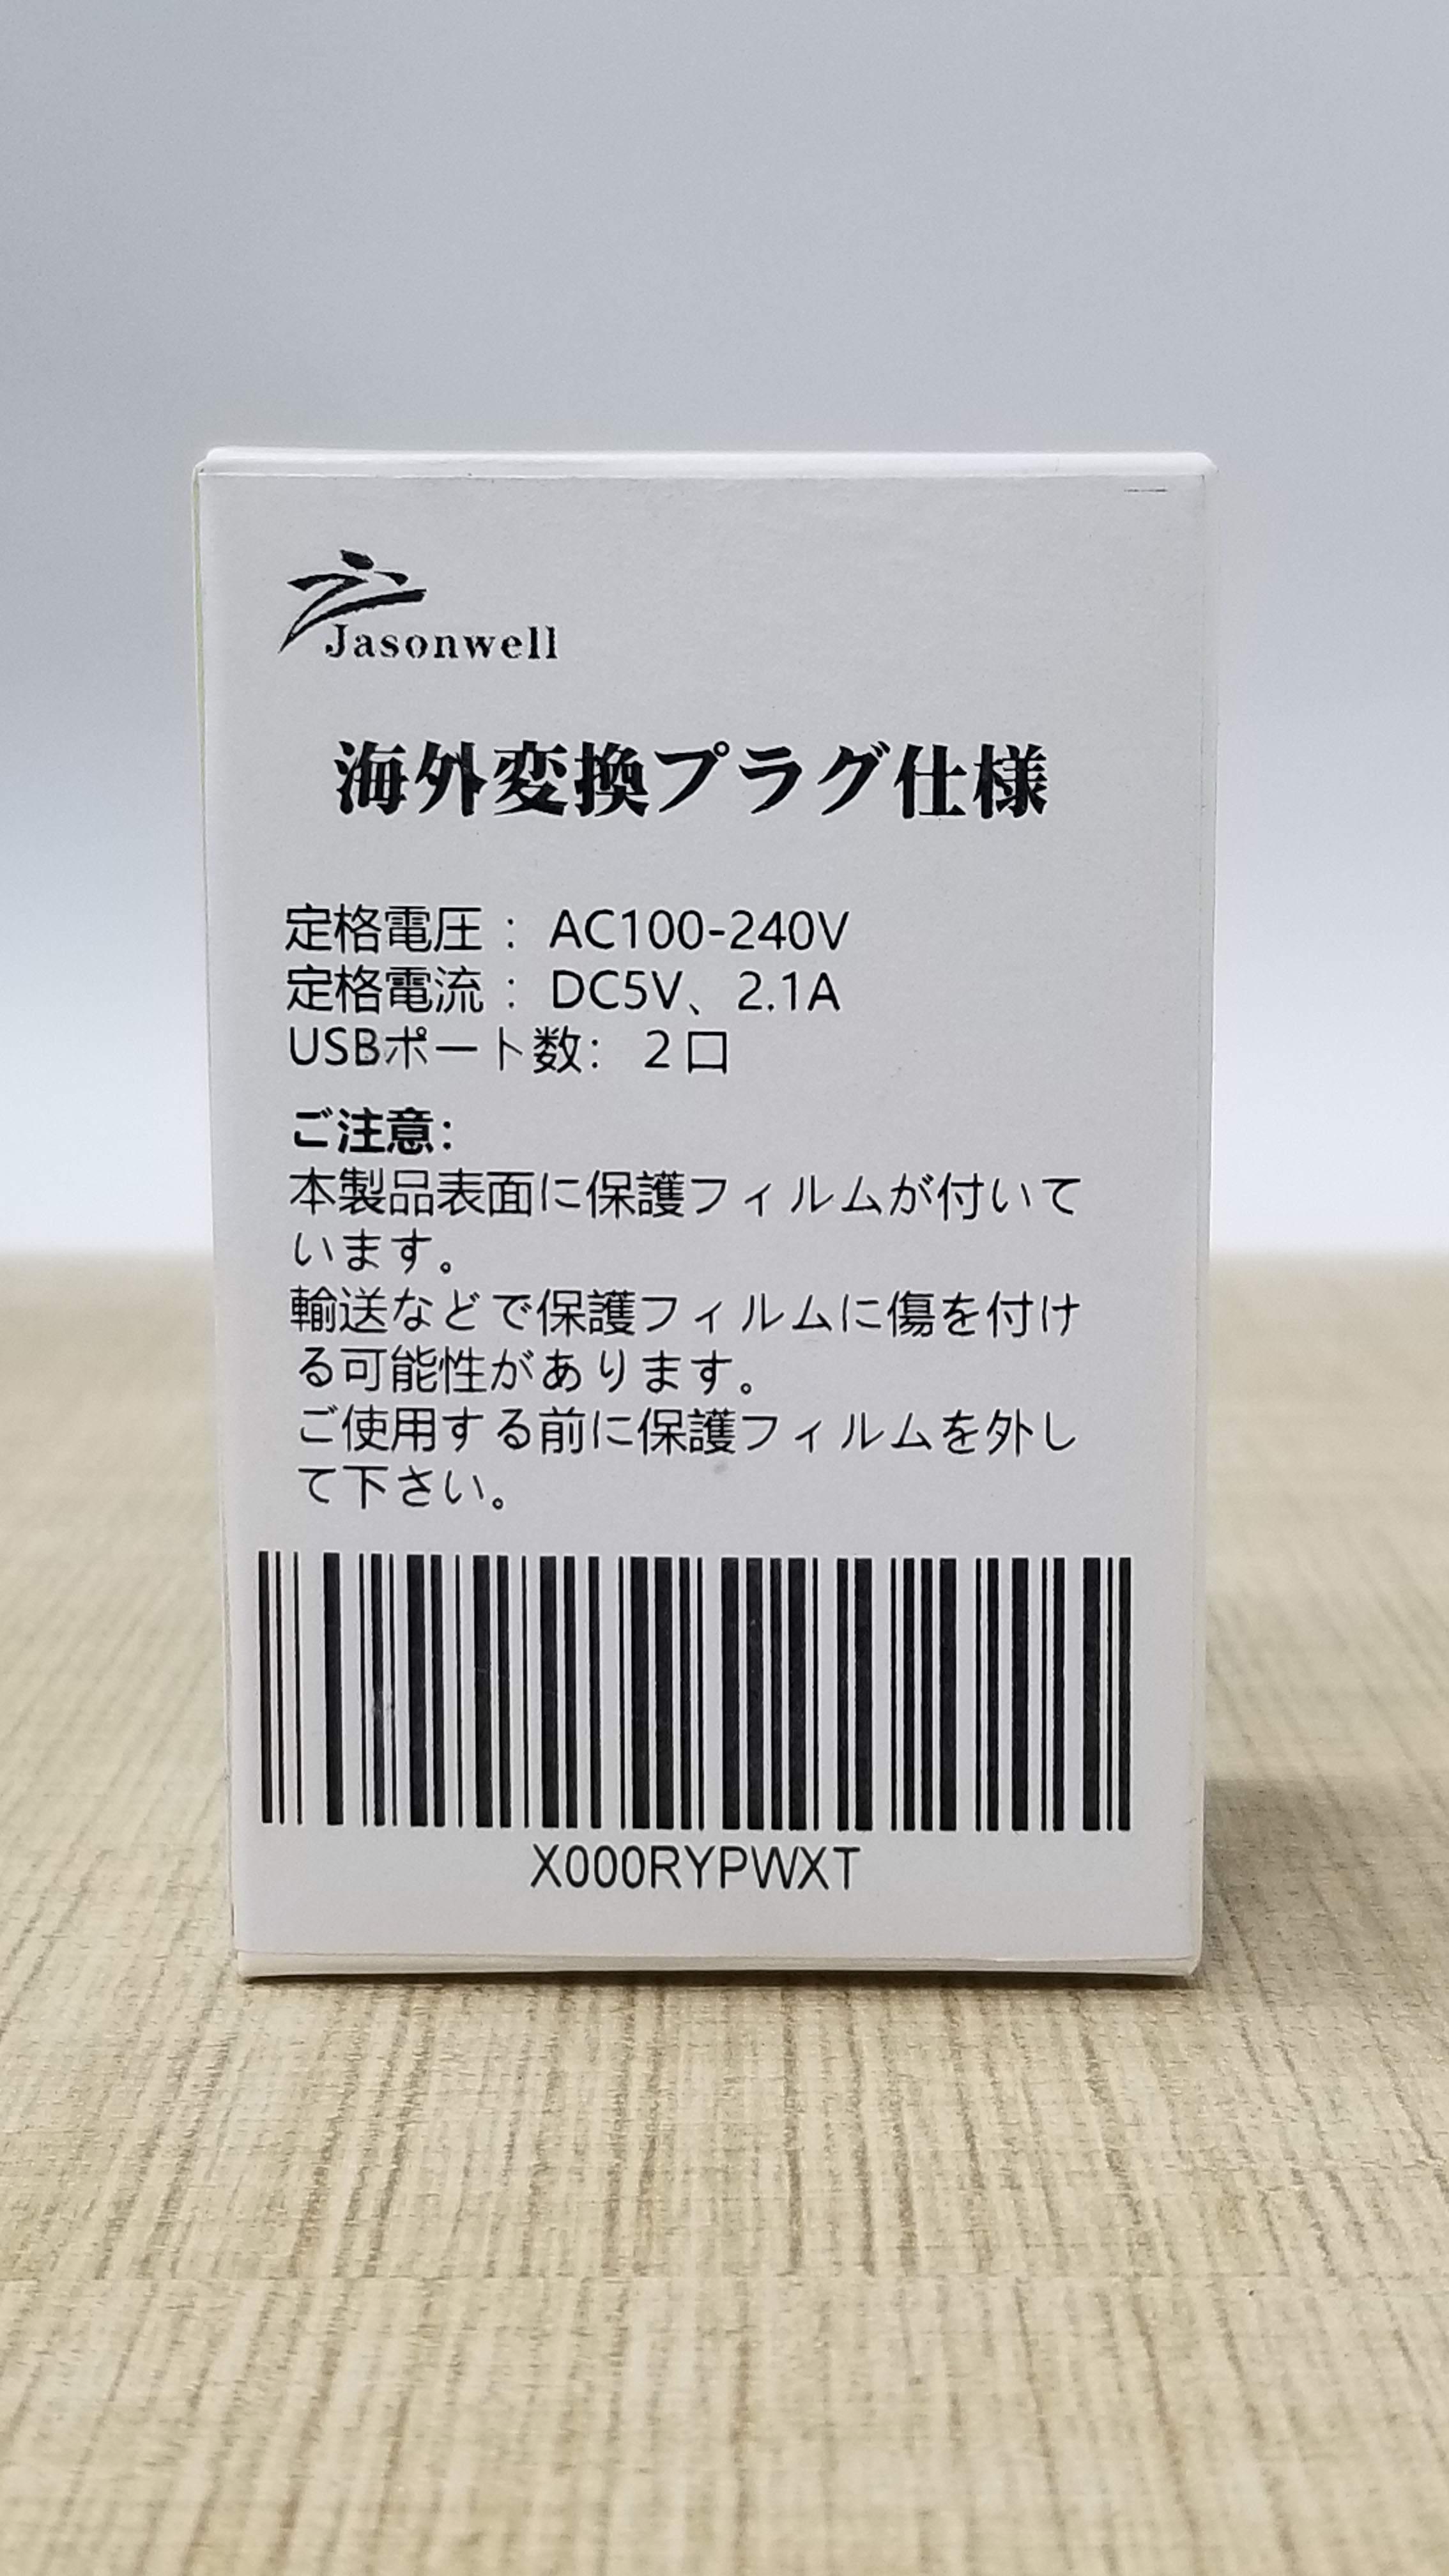 Jasonwell
海外変換プラグ仕様
定格電圧： AC100-240V
定格電流： DC5V、2.1A
USBポート数： 2口
ご注意：
本製品表面に保護フィルムが付いて
います。
輸送などで保護フィルムに傷を付け
る可能性があります。
ご使用する前に保護フィルムを外し
て下さい。
X000RYPWXT